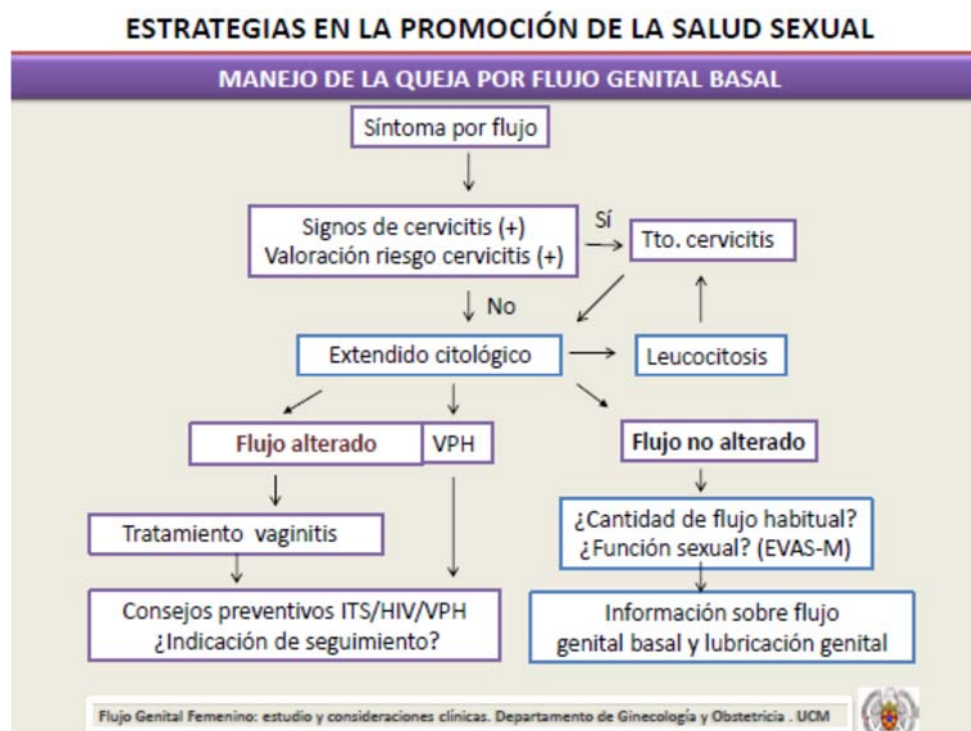 ESTRATEGIAS EN LA PROMOCIÓN DE LA SALUD SEXUAL
MANEJO DE LA QUEJA POR FLUJO GENITAL BASAL
Síntoma por flujo
Signos de cervicitis (+)
Valoración riesgo cervicitis (+)
Sí
Tto. cervicitis
No
Extendido citológico
Leucocitosis
Flujo alterado
VPH
Flujo no alterado
Tratamiento vaginitis
¿Cantidad de flujo habitual?
¿Función sexual? (EVAS-M)
Consejos preventivos ITS/HIV/VPH
¿Indicación de seguimiento?
Información sobre flujo
genital basal y lubricación genital
Flujo Genital Femenino: estudio y consideraciones clínicas. Departamento de Ginecología y Obstetricia . UCM